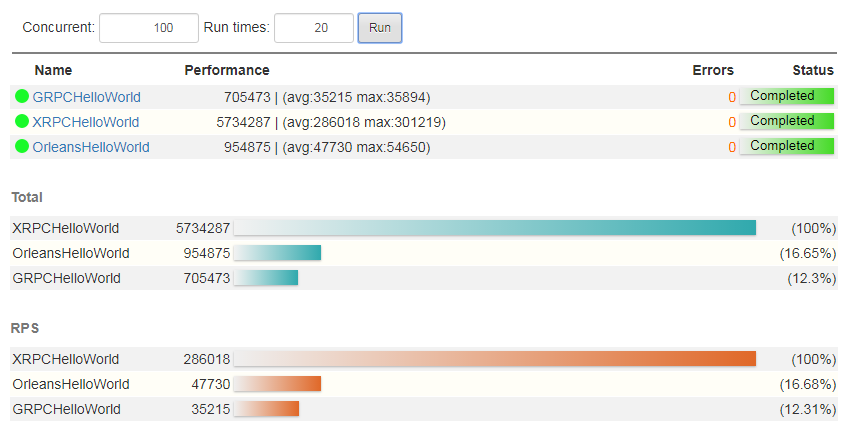 Concurrent: 100 Run times: 20 Run
Name Performance Errors Status
GRPCHelloWorld 705473 | (avg:35215 max:35894) 0 Completed
XRPCHelloWorld 5734287 | (avg:286018 max:301219) 0 Completed
OrleansHelloWorld 954875 | (avg:47730 max:54650) 0 Completed
Total
XRPCHelloWorld 5734287 (100%)
OrleansHelloWorld 954875 (16.65%)
GRPCHelloWorld 705473 (12.3%)
RPS
XRPCHelloWorld 286018 (100%)
OrleansHelloWorld 47730 (16.68%)
GRPCHelloWorld 35215 (12.31%)